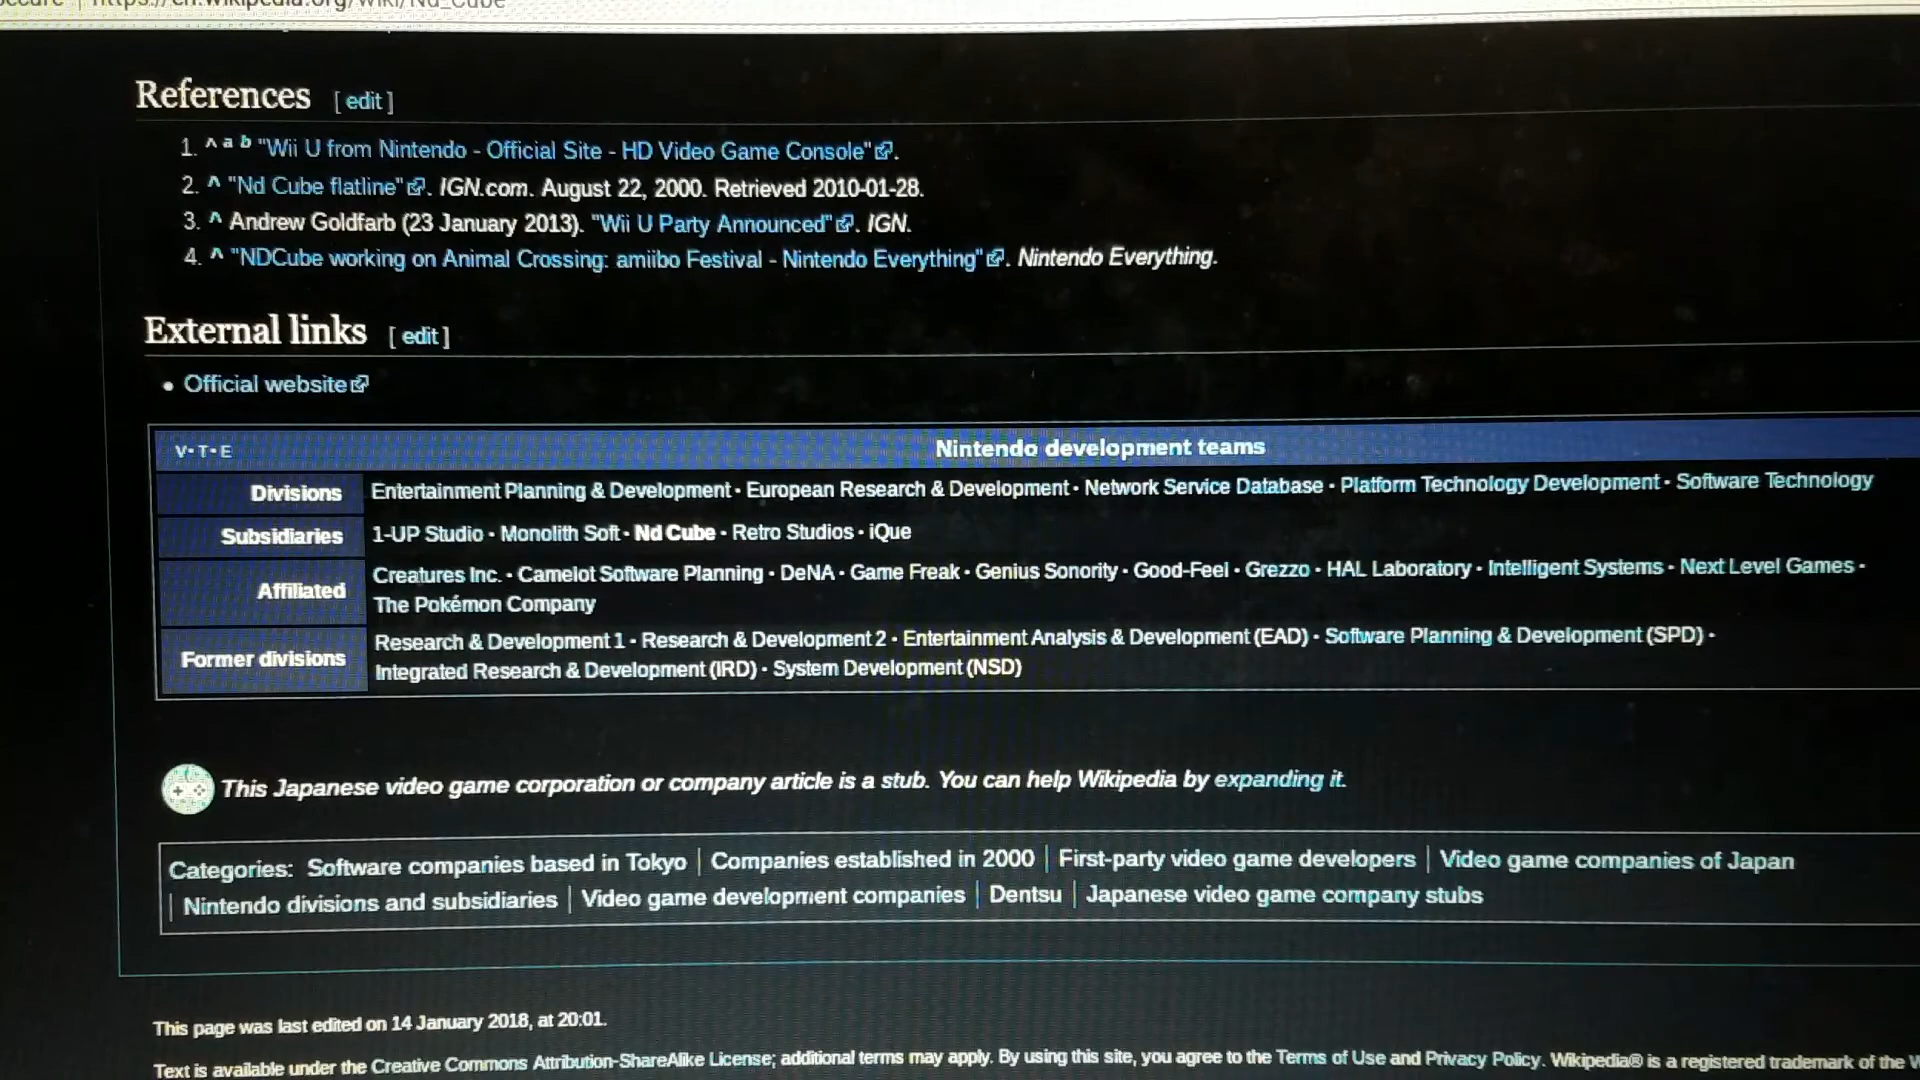 https://en.wikipedia.org/wiki/Nd_Cube
References [ edit ]
1. ^ a b "Wii U from Nintendo - Official Site - HD Video Game Console".
2. ^ "Nd Cube flatline". IGN.com. August 22, 2000. Retrieved 2010-01-28.
3. ^ Andrew Goldfarb (23 January 2013). "Wii U Party Announced". IGN.
4. ^ "NDCube working on Animal Crossing: amiibo Festival - Nintendo Everything". Nintendo Everything.
External links [ edit ]
• Official website
V · T · E Nintendo development teams
Divisions Entertainment Planning & Development · European Research & Development · Network Service Database · Platform Technology Development · Software Technology
Subsidiaries 1-UP Studio · Monolith Soft · Nd Cube · Retro Studios · iQue
Affiliated Creatures Inc. · Camelot Software Planning · DeNA · Game Freak · Genius Sonority · Good-Feel · Grezzo · HAL Laboratory · Intelligent Systems · Next Level Games ·
The Pokémon Company
Former divisions Research & Development 1 · Research & Development 2 · Entertainment Analysis & Development (EAD) · Software Planning & Development (SPD) ·
Integrated Research & Development (IRD) · System Development (NSD)
This Japanese video game corporation or company article is a stub. You can help Wikipedia by expanding it.
Categories: Software companies based in Tokyo | Companies established in 2000 | First-party video game developers | Video game companies of Japan
| Nintendo divisions and subsidiaries | Video game development companies | Dentsu | Japanese video game company stubs
This page was last edited on 14 January 2018, at 20:01.
Text is available under the Creative Commons Attribution-ShareAlike License; additional terms may apply. By using this site, you agree to the Terms of Use and Privacy Policy. Wikipedia® is a registered trademark of the